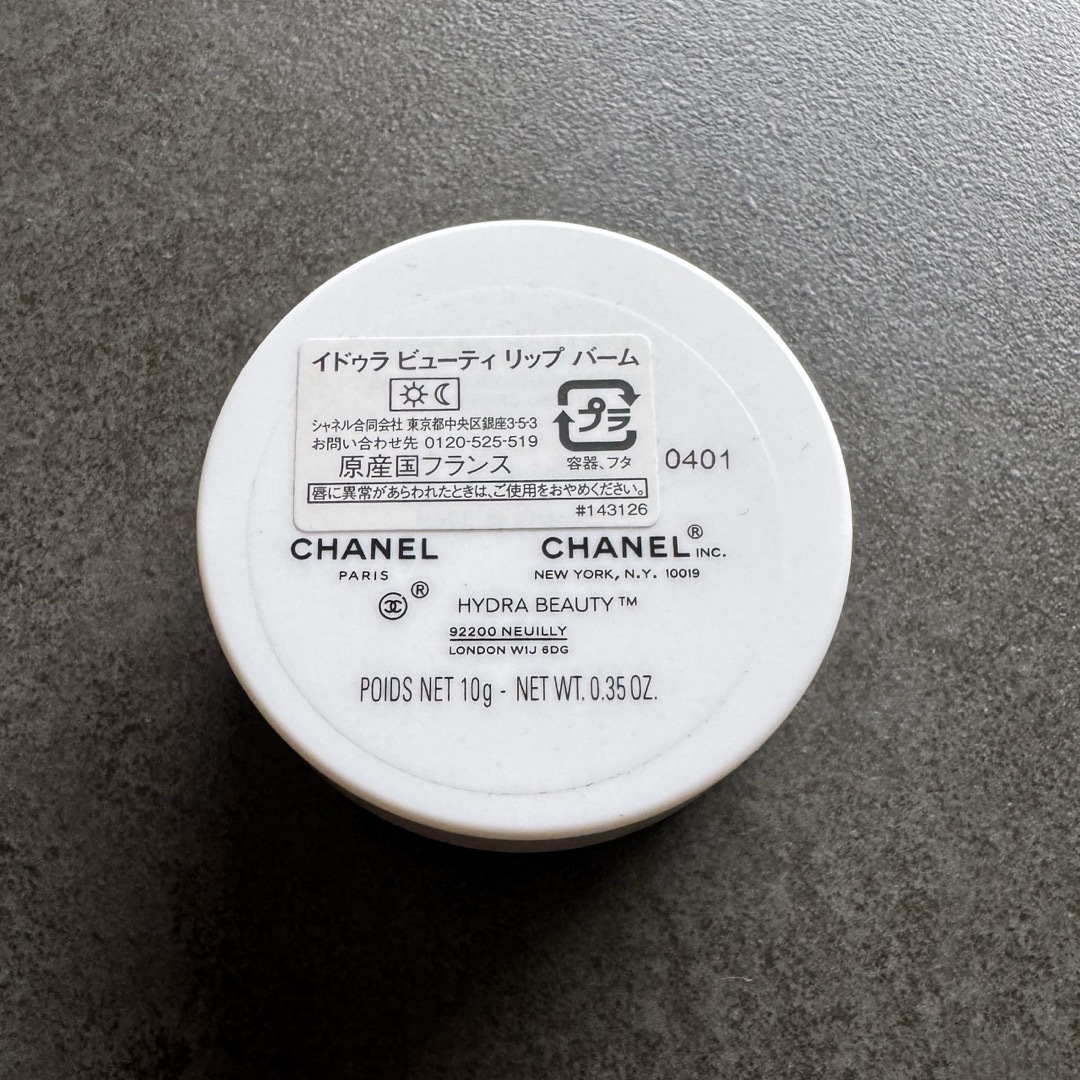 イドゥラ ビューティ リップ バーム
シャネル合同会社 東京都中央区銀座3-5-3
お問い合わせ先 0120-525-519
原産国フランス
プラ
容器、フタ
唇に異常があらわれたときは、ご使用をおやめください。
#143126
0401
CHANEL
PARIS
CHANEL® INC.
NEW YORK, N.Y. 10019
® HYDRA BEAUTY™
92200 NEUILLY
LONDON W1J 6DG
POIDS NET 10g - NET WT. 0.35 OZ.